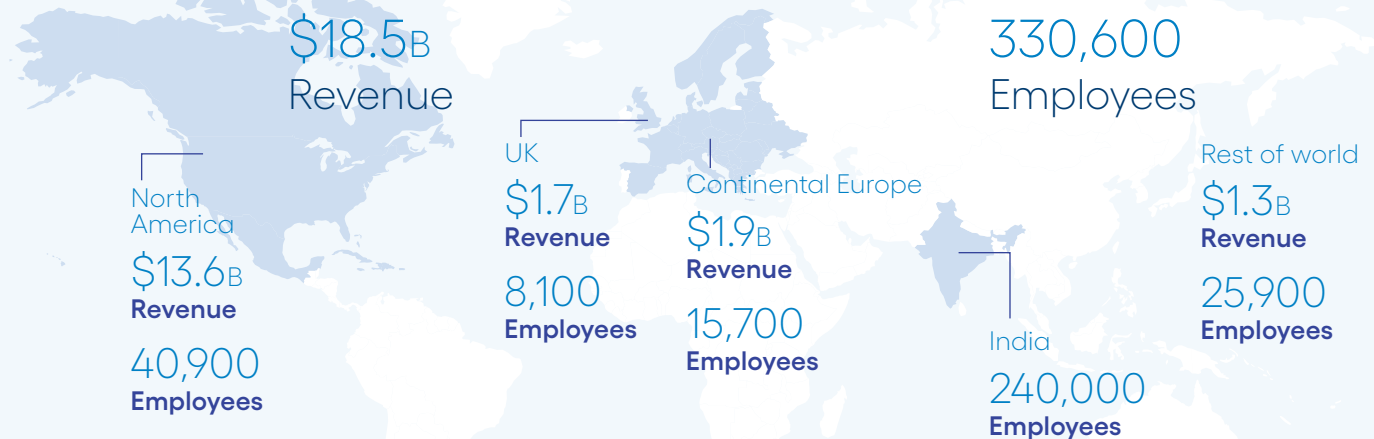 $18.5B
Revenue
330,600
Employees
North
America
$13.6B
Revenue
40,900
Employees
UK
$1.7B
Revenue
8,100
Employees
Continental Europe
$1.9B
Revenue
15,700
Employees
India
240,000
Employees
Rest of world
$1.3B
Revenue
25,900
Employees